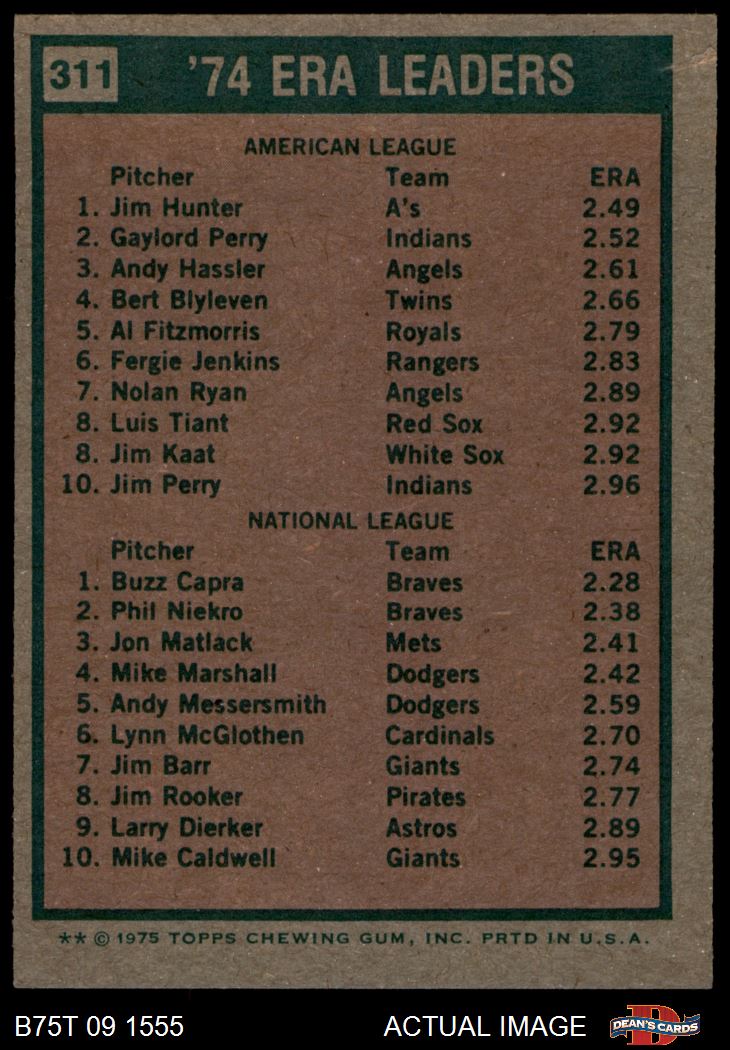 311 '74 ERA LEADERS
AMERICAN LEAGUE
Pitcher Team ERA
1. Jim Hunter A's 2.49
2. Gaylord Perry Indians 2.52
3. Andy Hassler Angels 2.61
4. Bert Blyleven Twins 2.66
5. Al Fitzmorris Royals 2.79
6. Fergie Jenkins Rangers 2.83
7. Nolan Ryan Angels 2.89
8. Luis Tiant Red Sox 2.92
8. Jim Kaat White Sox 2.92
10. Jim Perry Indians 2.96
NATIONAL LEAGUE
Pitcher Team ERA
1. Buzz Capra Braves 2.28
2. Phil Niekro Braves 2.38
3. Jon Matlack Mets 2.41
4. Mike Marshall Dodgers 2.42
5. Andy Messersmith Dodgers 2.59
6. Lynn McGlothen Cardinals 2.70
7. Jim Barr Giants 2.74
8. Jim Rooker Pirates 2.77
9. Larry Dierker Astros 2.89
10. Mike Caldwell Giants 2.95
** © 1975 TOPPS CHEWING GUM, INC. PRTD IN U.S.A.
B75T 09 1555 ACTUAL IMAGE D DEAN'S CARDS